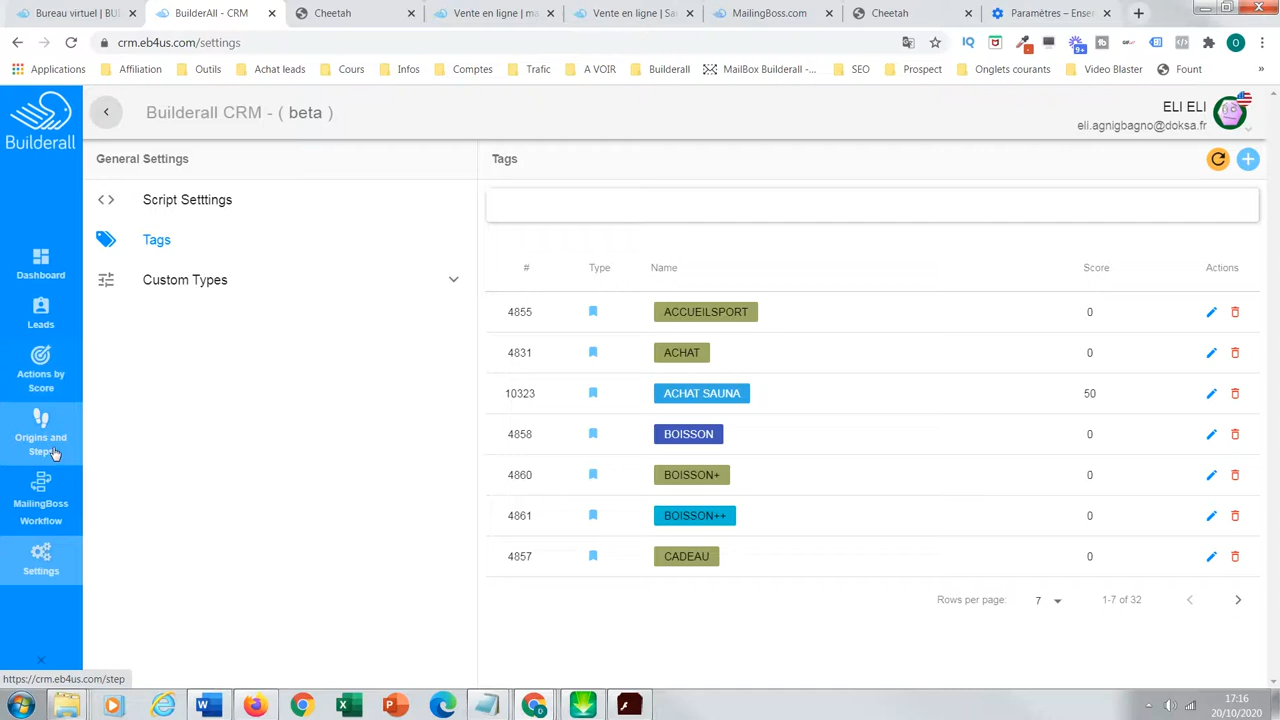 Bureau virtuel | BUILDERALL
BuilderAll - CRM
Cheetah
Vente en ligne | m
Vente en ligne | Sa
MailingBoss.com
Cheetah
Paramètres – Ense
crm.eb4us.com/settings
Applications
Affiliation
Outils
Achat leads
Cours
Infos
Comptes
Trafic
A VOIR
Builderall
MailBox Builderall -...
SEO
Prospect
Onglets courants
Video Blaster
Fount
»
Builderall
Builderall CRM - ( beta )
ELI ELI
eli.agnigbagno@doksa.fr
General Settings
Script Setttings
Tags
Custom Types
Dashboard
Leads
Actions by
Score
Origins and
Steps
MailingBoss
Workflow
Settings
Tags
# Type Name Score Actions
4855 ACCUEILSPORT 0
4831 ACHAT 0
10323 ACHAT SAUNA 50
4858 BOISSON 0
4860 BOISSON+ 0
4861 BOISSON++ 0
4857 CADEAU 0
Rows per page: 7 1-7 of 32
https://crm.eb4us.com/step
17:16
20/10/2020